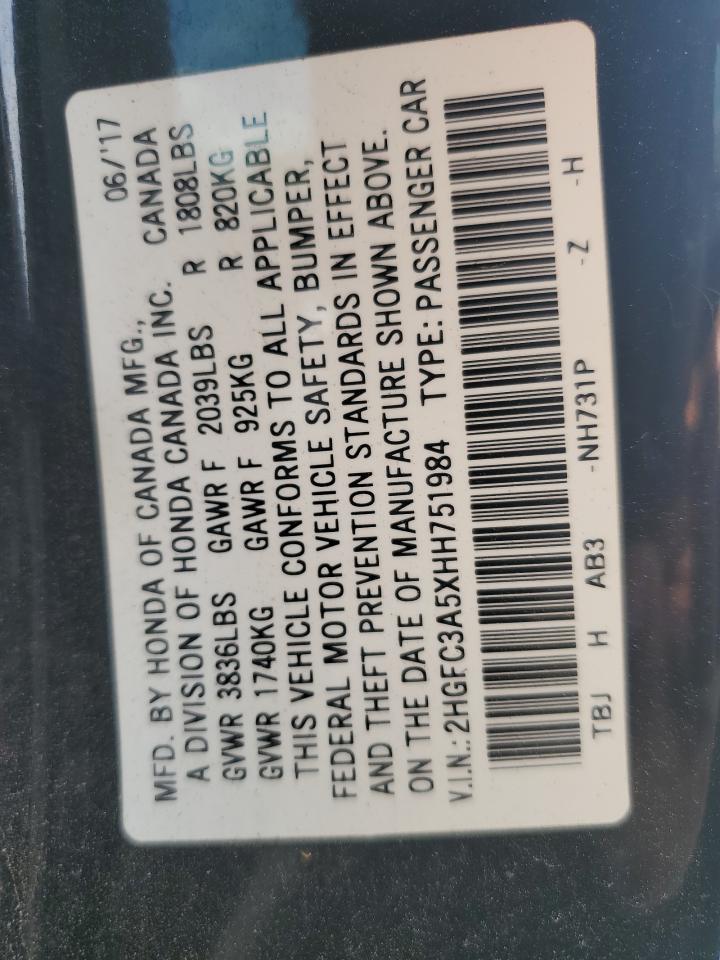 MFD. BY HONDA OF CANADA MFG., 06/'17
A DIVISION OF HONDA CANADA INC. CANADA
GVWR 3836LBS GAWR F 2039LBS R 1808LBS
GVWR 1740KG GAWR F 925KG R 820KG
THIS VEHICLE CONFORMS TO ALL APPLICABLE
FEDERAL MOTOR VEHICLE SAFETY, BUMPER,
AND THEFT PREVENTION STANDARDS IN EFFECT
ON THE DATE OF MANUFACTURE SHOWN ABOVE.
V.I.N.: 2HGFC3A5XHH751984 TYPE: PASSENGER CAR
TBJ H AB3 -NH731P -Z -H